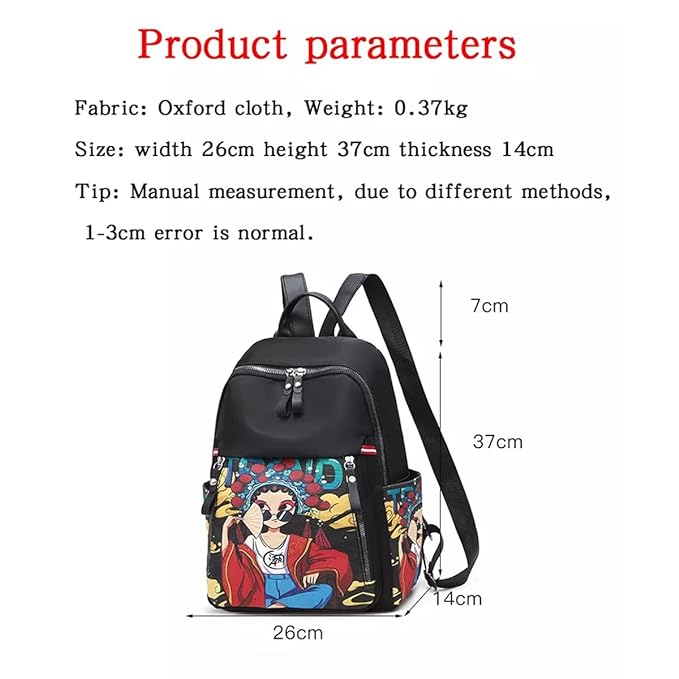 Product parameters
Fabric: Oxford cloth, Weight: 0.37kg
Size: width 26cm height 37cm thickness 14cm
Tip: Manual measurement, due to different methods,
1-3cm error is normal.
7cm
37cm
14cm
26cm